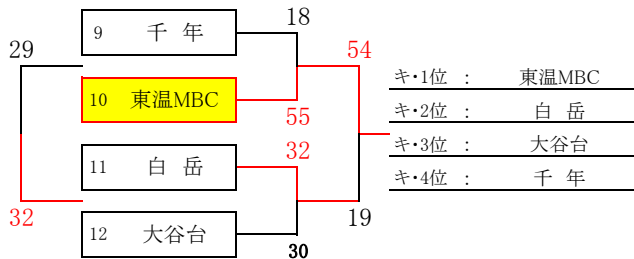 29
9 千 年
18
10 東温MBC
55
54
11 白 岳
32
32
12 大谷台
30
19
キ・1位 : 東温MBC
キ・2位 : 白 岳
キ・3位 : 大谷台
キ・4位 : 千 年